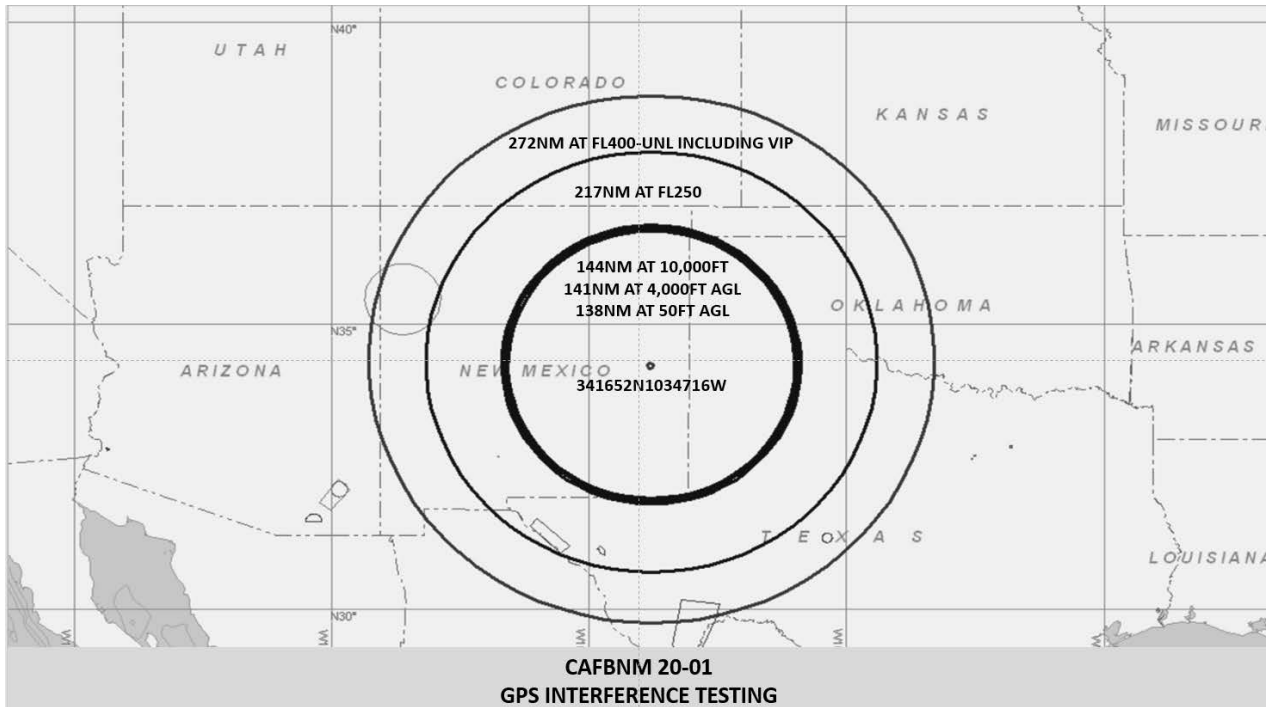 N40°
UTAH
COLORADO
KANSAS
MISSOURI
272NM AT FL400-UNL INCLUDING VIP
217NM AT FL250
144NM AT 10,000FT
141NM AT 4,000FT AGL
138NM AT 50FT AGL
OKLAHOMA
N35°
ARKANSAS
ARIZONA
NEW MEXICO
341652N1034716W
TEXAS
LOUISIANA
N30°
CAFBNM 20-01
GPS INTERFERENCE TESTING